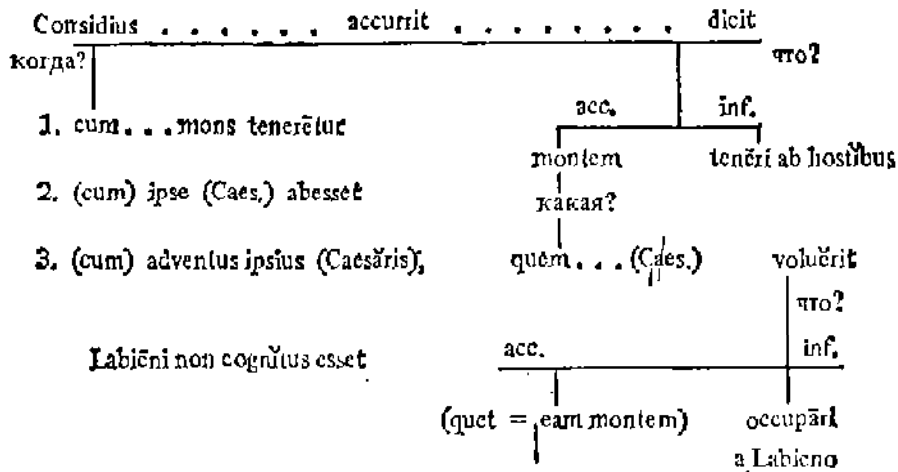 Considius . . . . . . accurrit . . . . . . . . dicit
когда? что?
acc. inf.
1. cum . . . mons tenerētur
montem tenēri ab hostĭbus
2. (cum) ipse (Caes.) abesset
какая?
3. (cum) adventus ipsīus (Caesăris), quem . . . (Caes.) voluĕrit
что?
Labiēni non cognĭtus esset acc. inf.
(quet = eam montem) occupāri
a Labieno